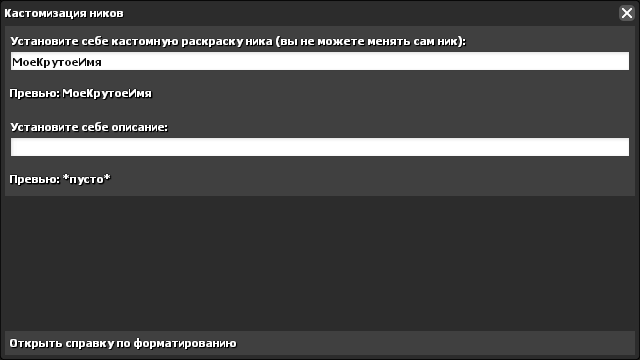 Кастомизация ников
Установите себе кастомную раскраску ника (вы не можете менять сам ник):
МоеКрутоеИмя
Превью: МоеКрутоеИмя
Установите себе описание:
Превью: *пусто*
Открыть справку по форматированию